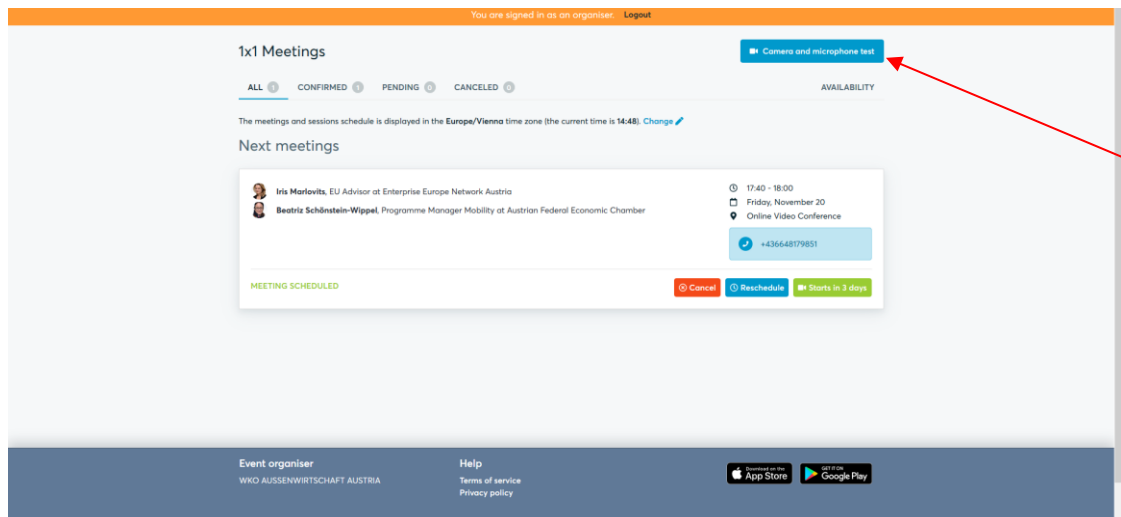 You are signed in as an organiser. Logout
1x1 Meetings
Camera and microphone test
ALL 1 CONFIRMED 1 PENDING 0 CANCELED 0 AVAILABILITY
The meetings and sessions schedule is displayed in the Europe/Vienna time zone (the current time is 14:48). Change
Next meetings
Iris Marlovits, EU Advisor at Enterprise Europe Network Austria
Beatriz Schönstein-Wippel, Programme Manager Mobility at Austrian Federal Economic Chamber
17:40 - 18:00
Friday, November 20
Online Video Conference
+436648179851
MEETING SCHEDULED
Cancel Reschedule Starts in 3 days
Event organiser
WKO AUSSENWIRTSCHAFT AUSTRIA
Help
Terms of service
Privacy policy
Download on the
App Store
GET IT ON
Google Play